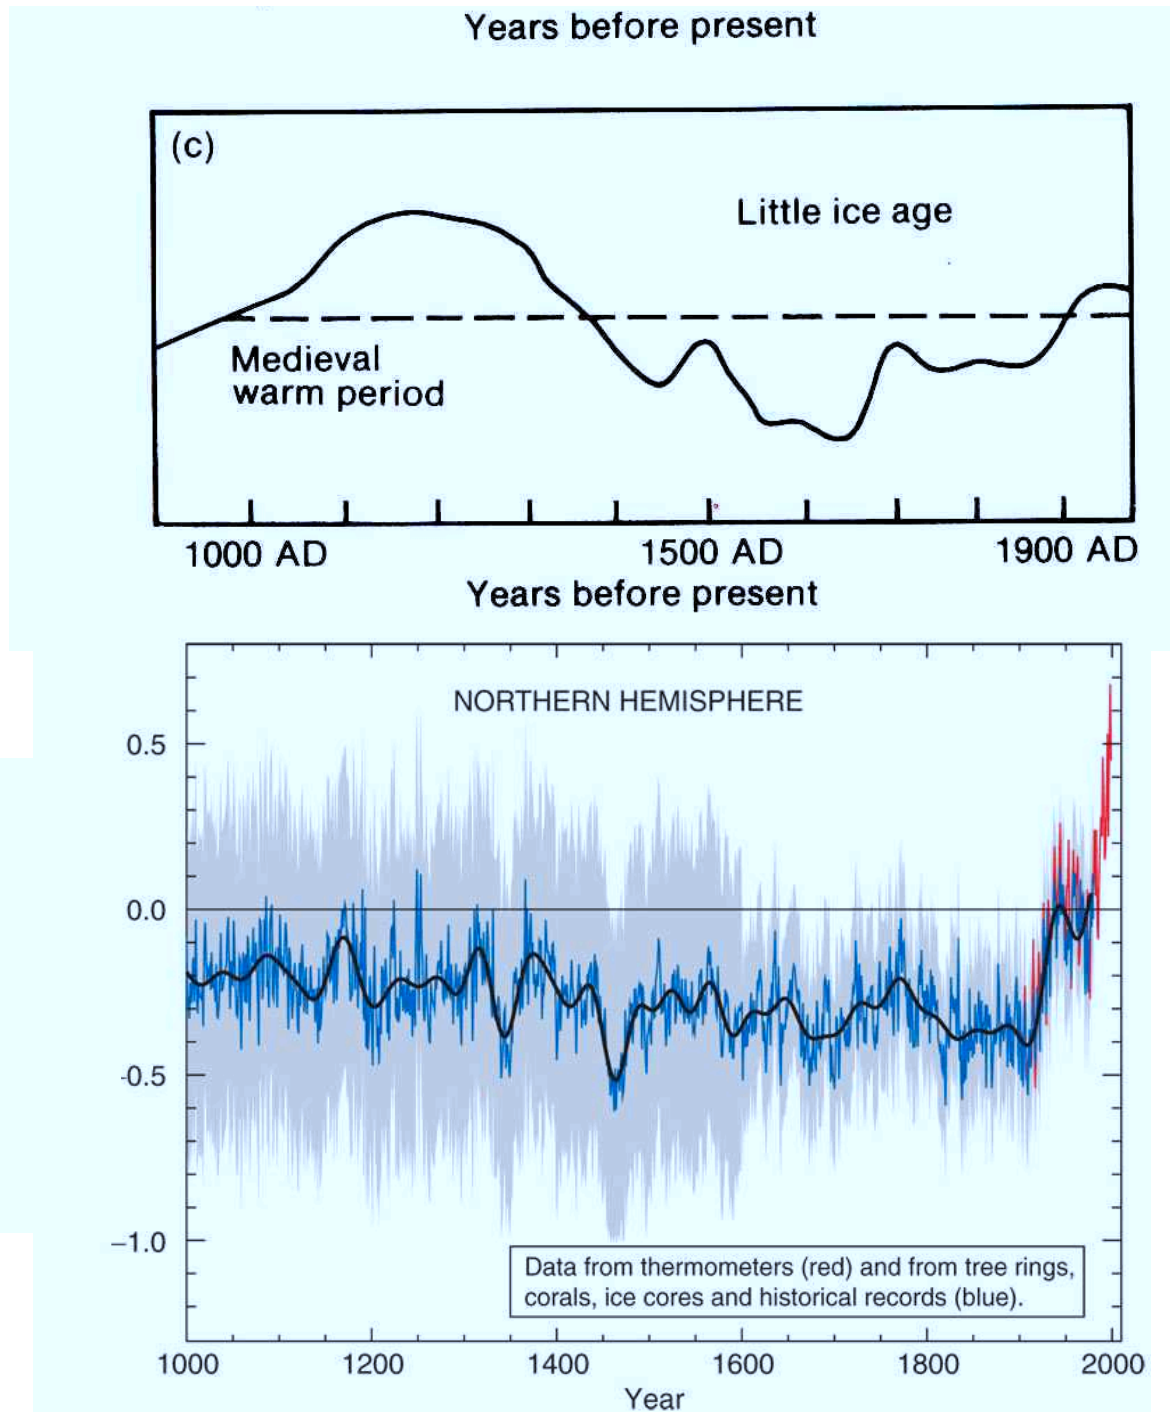 Years before present
(c)
Little ice age
Medieval
warm period
1000 AD
1500 AD
1900 AD
Years before present
NORTHERN HEMISPHERE
0.5
0.0
-0.5
−1.0
Data from thermometers (red) and from tree rings,
corals, ice cores and historical records (blue).
1000
1200
1400
1600
1800
2000
Year